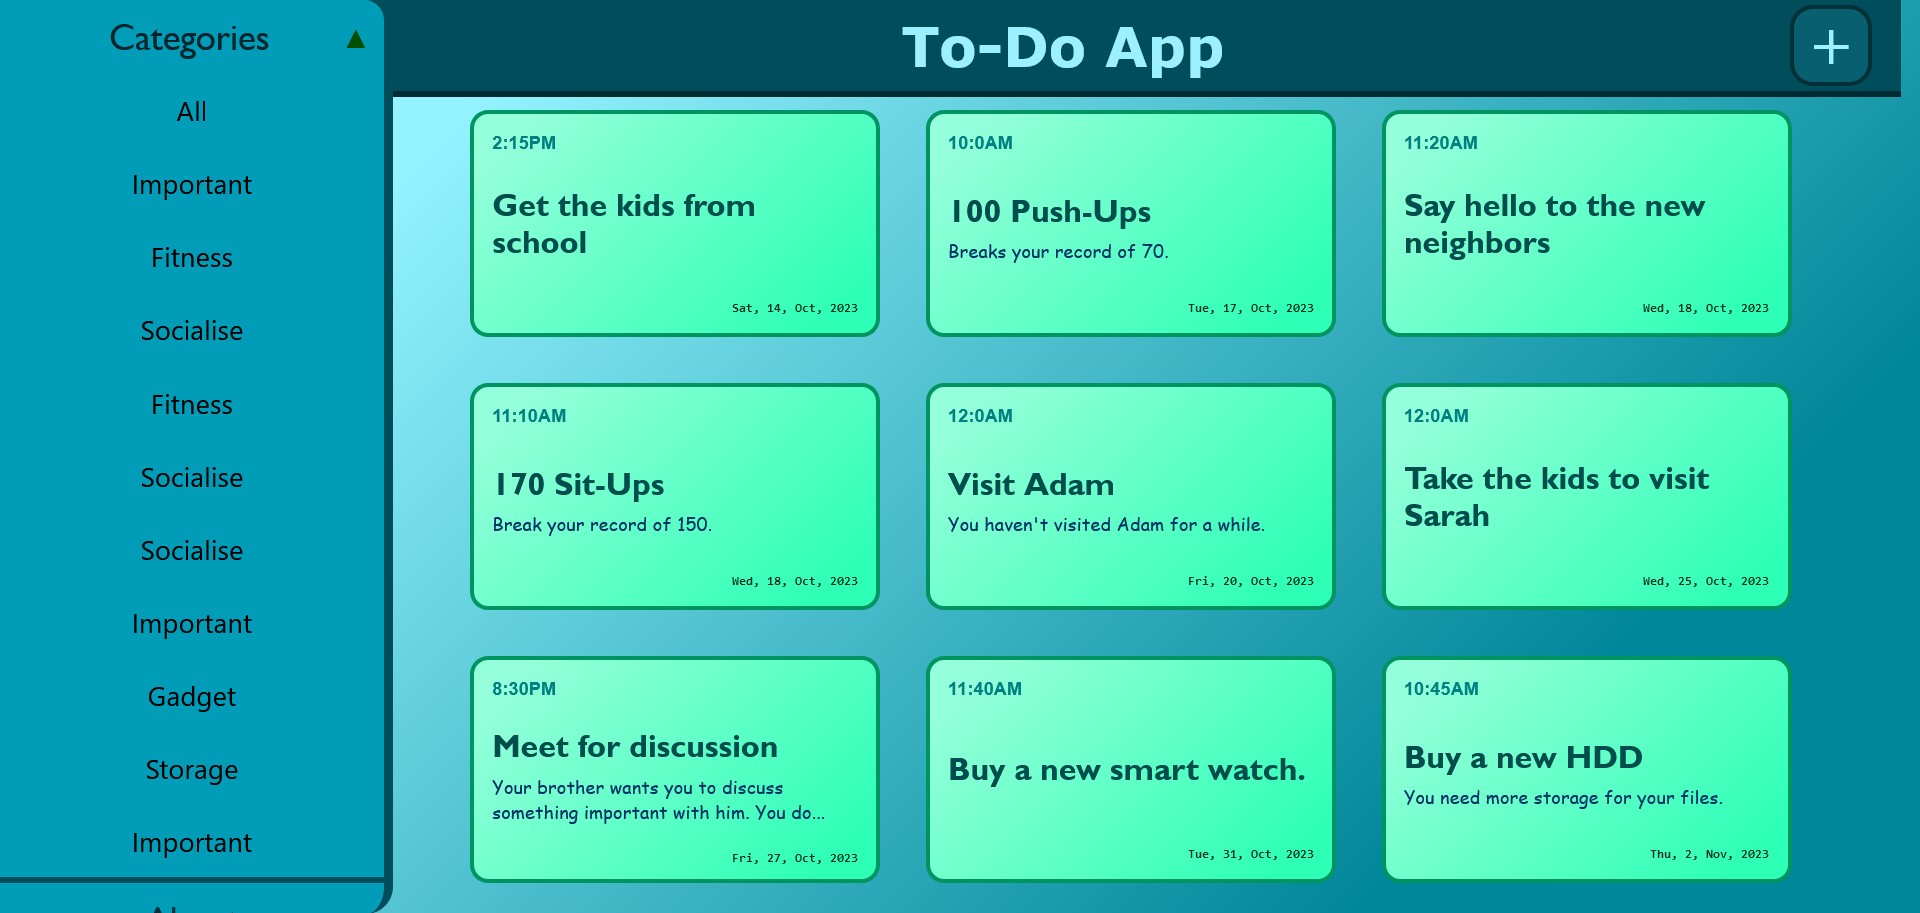 Categories
▲
All
Important
Fitness
Socialise
Fitness
Socialise
Socialise
Important
Gadget
Storage
Important
To-Do App
+
2:15PM
Get the kids from
school
Sat, 14, Oct, 2023
10:0AM
100 Push-Ups
Breaks your record of 70.
Tue, 17, Oct, 2023
11:20AM
Say hello to the new
neighbors
Wed, 18, Oct, 2023
11:10AM
170 Sit-Ups
Break your record of 150.
Wed, 18, Oct, 2023
12:0AM
Visit Adam
You haven't visited Adam for a while.
Fri, 20, Oct, 2023
12:0AM
Take the kids to visit
Sarah
Wed, 25, Oct, 2023
8:30PM
Meet for discussion
Your brother wants you to discuss
something important with him. You do...
Fri, 27, Oct, 2023
11:40AM
Buy a new smart watch.
Tue, 31, Oct, 2023
10:45AM
Buy a new HDD
You need more storage for your files.
Thu, 2, Nov, 2023